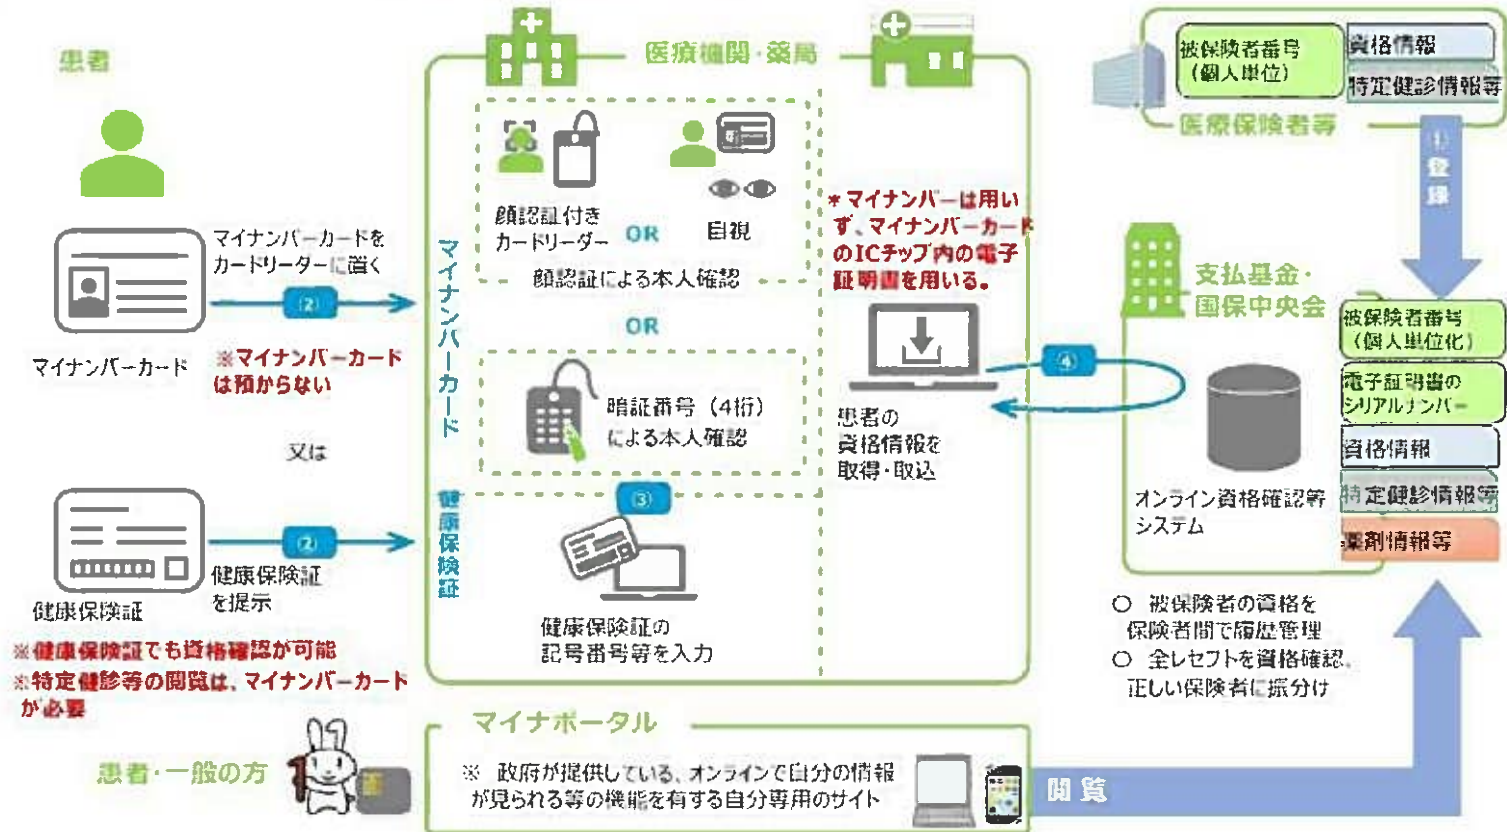 患者
マイナンバーカードを
カードリーダーに置く
②
マイナンバーカード
※マイナンバーカード
は預からない
又は
②
健康保険証
を提示
健康保険証
※健康保険証でも資格確認が可能
※特定健診等の閲覧は、マイナンバーカード
が必要
医療機関・薬局
マイナンバーカード
顔認証付き
カードリーダー
OR
目視
顔認証による本人確認
OR
暗証番号（4桁）
による本人確認
健康保険証
③
健康保険証の
記号番号等を入力
＊マイナンバーは用い
ず、マイナンバーカード
のICチップ内の電子
証明書を用いる。
患者の
資格情報を
取得・取込
④
被保険者番号
（個人単位）
資格情報
特定健診情報等
医療保険者等
①登録
支払基金・
国保中央会
被保険者番号
（個人単位化）
電子証明書の
シリアルナンバー
資格情報
特定健診情報等
薬剤情報等
オンライン資格確認等
システム
○　被保険者の資格を
保険者間で履歴管理
○　全レセプトを資格確認、
正しい保険者に振分け
患者・一般の方
マイナポータル
※　政府が提供している、オンラインで自分の情報
が見られる等の機能を有する自分専用のサイト
閲覧